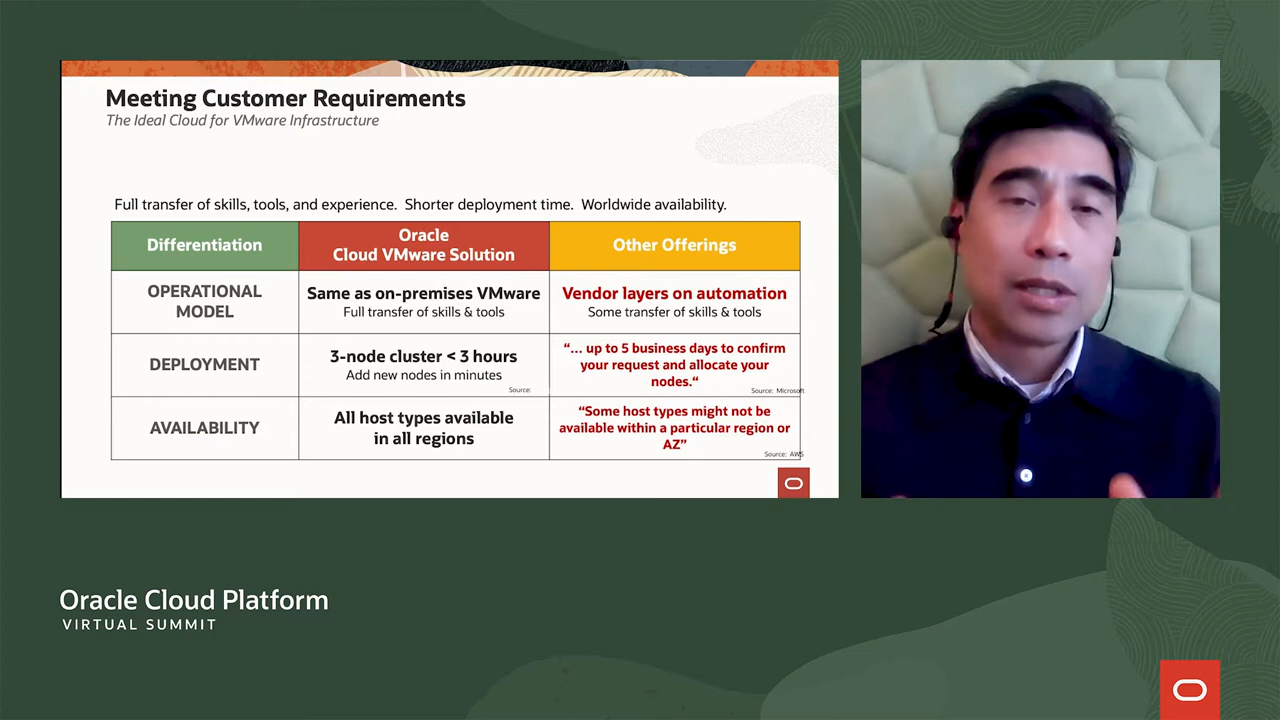 Meeting Customer Requirements
The Ideal Cloud for VMware Infrastructure
Full transfer of skills, tools, and experience. Shorter deployment time. Worldwide availability.
Differentiation
Oracle
Cloud VMware Solution
Other Offerings
OPERATIONAL
MODEL
Same as on-premises VMware
Full transfer of skills & tools
Vendor layers on automation
Some transfer of skills & tools
DEPLOYMENT
3-node cluster < 3 hours
Add new nodes in minutes
Source:
“… up to 5 business days to confirm
your request and allocate your
nodes.“
Source: Microsoft
AVAILABILITY
All host types available
in all regions
“Some host types might not be
available within a particular region or
AZ”
Source: AWS
Oracle Cloud Platform
VIRTUAL SUMMIT